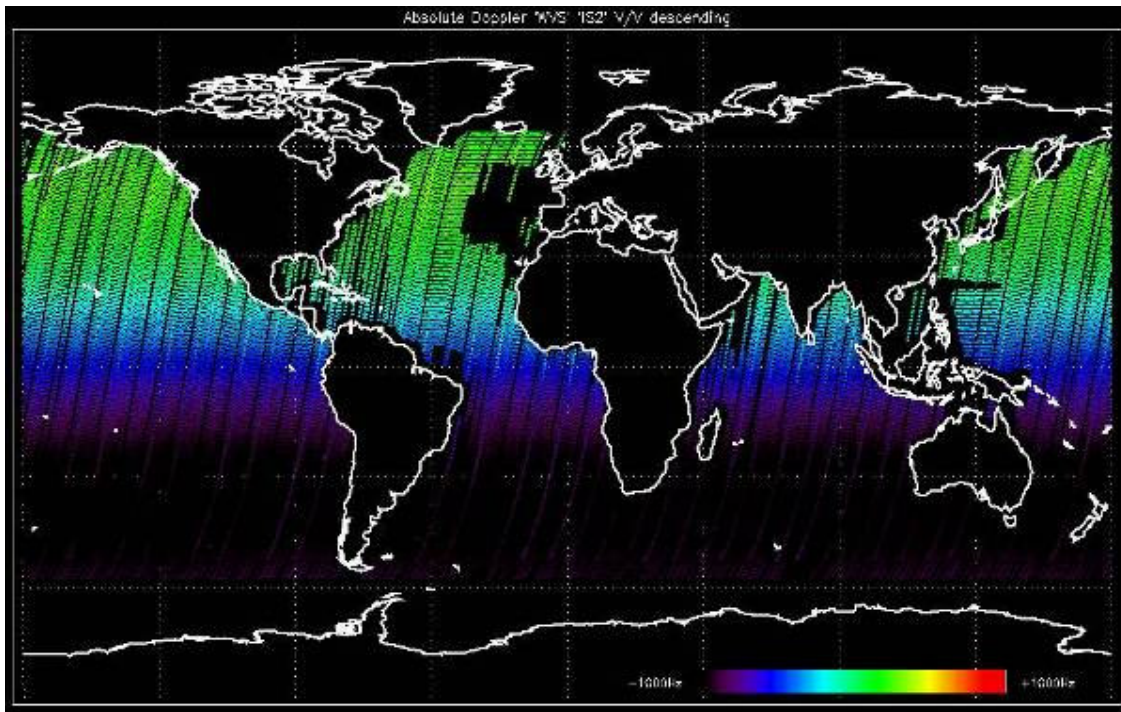 Absolute Doppler 'WVS' 'IS2' V/V descending
-1000Hz +1000Hz